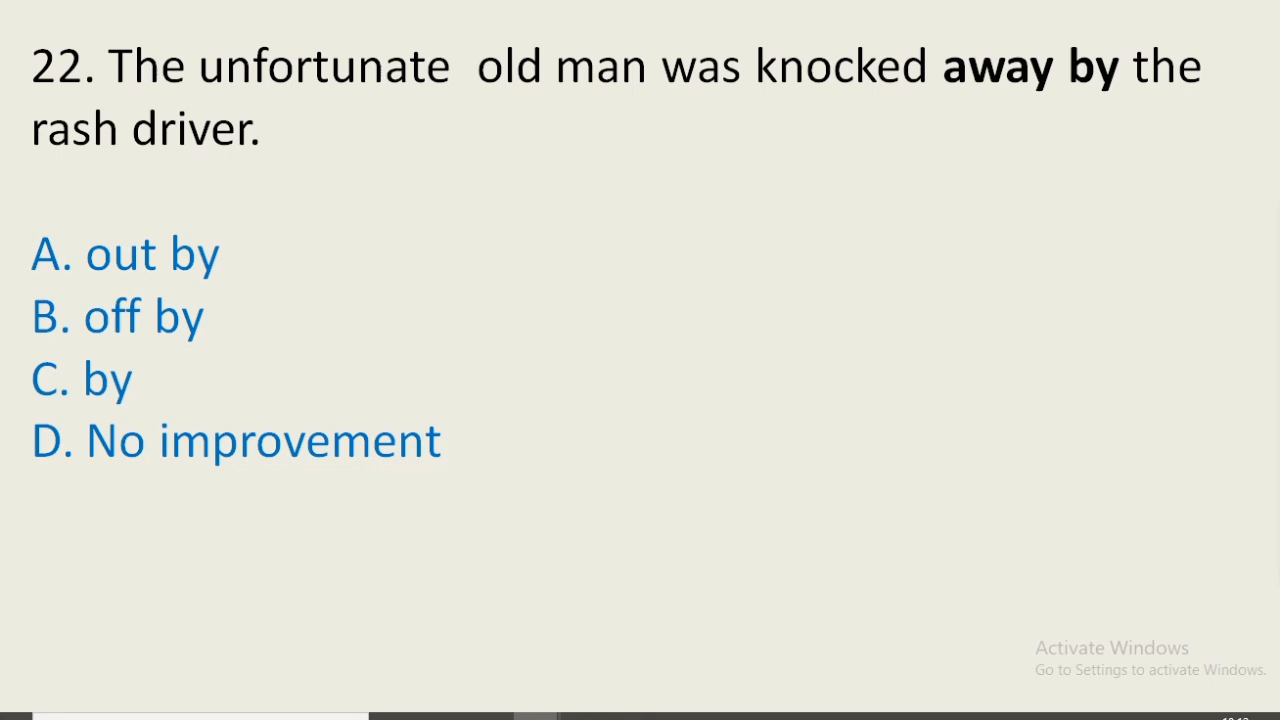 22. The unfortunate  old man was knocked away by the
rash driver.
A. out by
B. off by
C. by
D. No improvement
Activate Windows
Go to Settings to activate Windows.